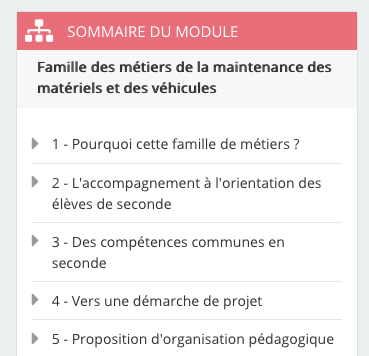 SOMMAIRE DU MODULE
Famille des métiers de la maintenance des
matériels et des véhicules
1 - Pourquoi cette famille de métiers ?
2 - L'accompagnement à l'orientation des
élèves de seconde
3 - Des compétences communes en
seconde
4 - Vers une démarche de projet
5 - Proposition d'organisation pédagogique